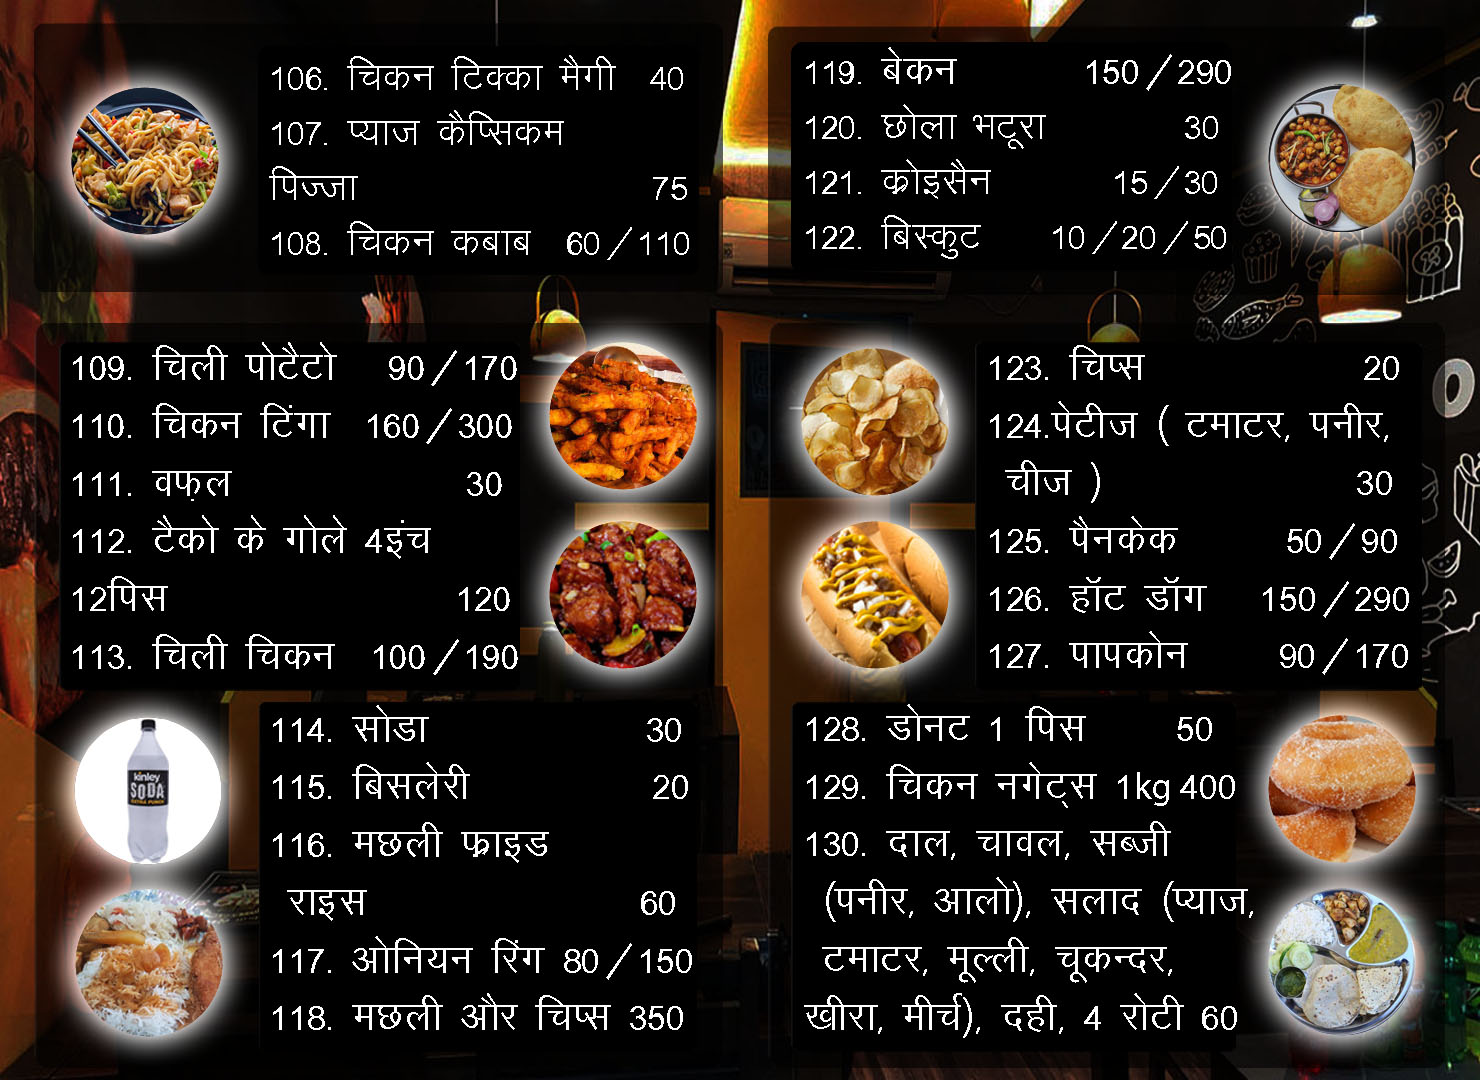 106. चिकन टिक्का मैगी 40
107. प्याज कैप्सिकम
पिज्जा 75
108. चिकन कबाब 60/110
109. चिली पोटैटो 90/170
110. चिकन टिंगा 160/300
111. वफ़ल 30
112. टैको के गोले 4इंच
12पिस 120
113. चिली चिकन 100/190
kinley
SODA
EXTRA PUNCH
114. सोडा 30
115. बिसलेरी 20
116. मछली फ्राइड
राइस 60
117. ओनियन रिंग 80/150
118. मछली और चिप्स 350
119. बेकन 150/290
120. छोला भटूरा 30
121. क्रोइसैन 15/30
122. बिस्कुट 10/20/50
123. चिप्स 20
124.पेटीज ( टमाटर, पनीर,
चीज ) 30
125. पैनकेक 50/90
126. हॉट डॉग 150/290
127. पापकोन 90/170
128. डोनट 1 पिस 50
129. चिकन नगेट्स 1kg 400
130. दाल, चावल, सब्जी
(पनीर, आलो), सलाद (प्याज,
टमाटर, मूल्ली, चूकन्दर,
खीरा, मीर्च), दही, 4 रोटी 60